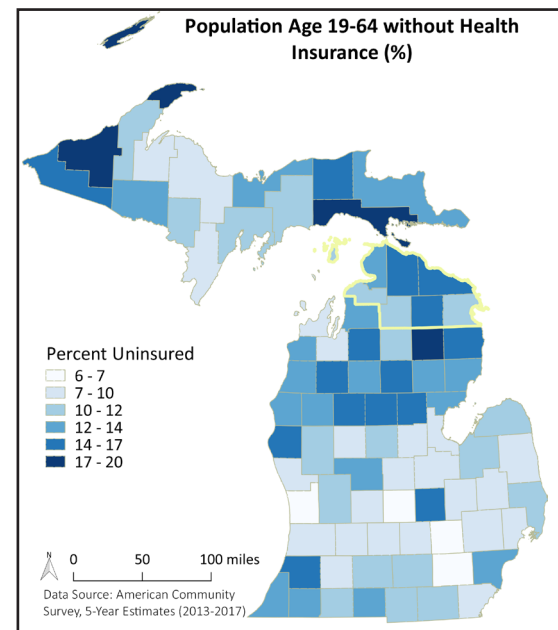 Population Age 19-64 without Health
Insurance (%)
Percent Uninsured
6 - 7
7 - 10
10 - 12
12 - 14
14 - 17
17 - 20
N
0 50 100 miles
Data Source: American Community
Survey, 5-Year Estimates (2013-2017)